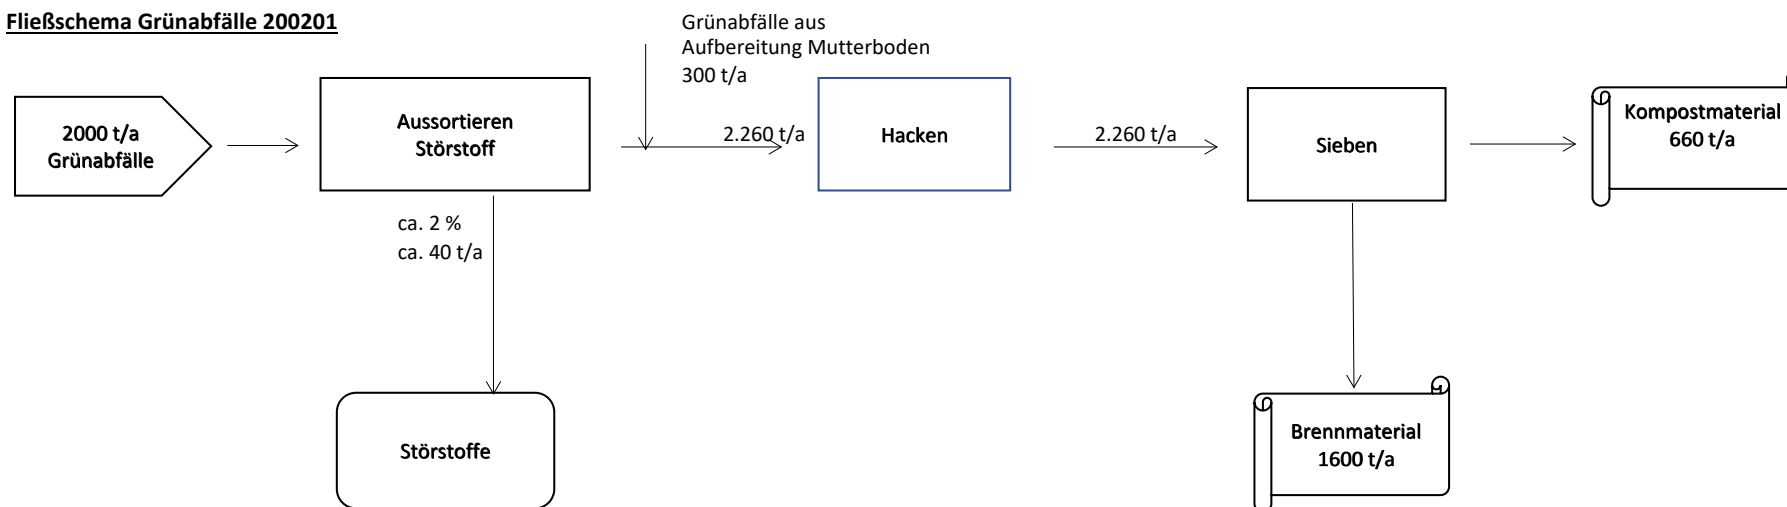 Fließschema Grünabfälle 200201
Grünabfälle aus
Aufbereitung Mutterboden
300 t/a
2000 t/a
Grünabfälle
Aussortieren
Störstoff
2.260 t/a
Hacken
2.260 t/a
Sieben
Kompostmaterial
660 t/a
ca. 2 %
ca. 40 t/a
Störstoffe
Brennmaterial
1600 t/a